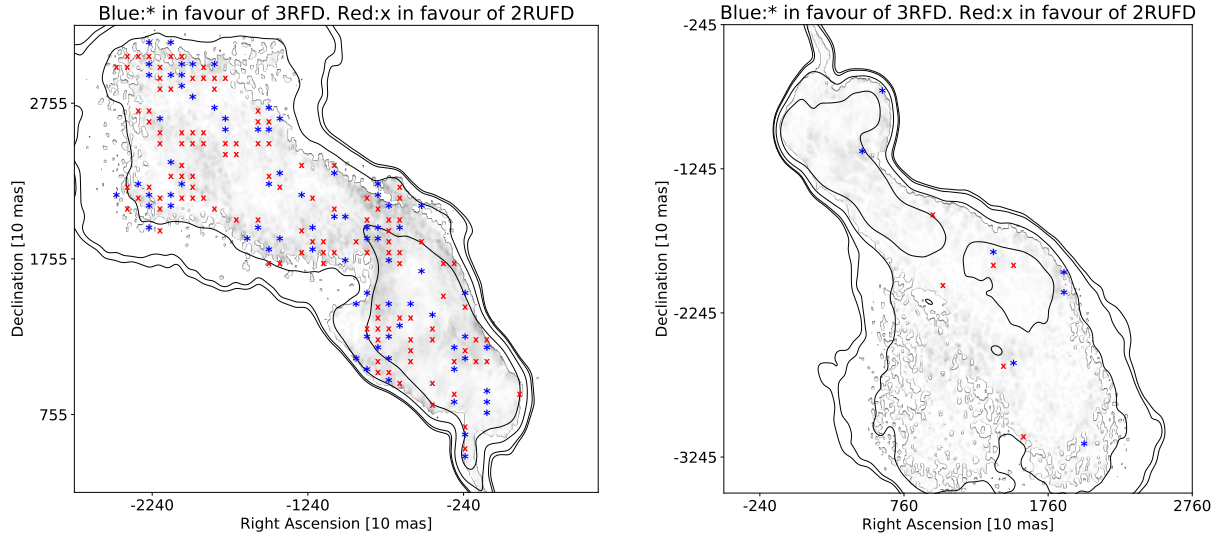 Blue:* in favour of 3RFD. Red:x in favour of 2RUFD
2755
1755
755
Declination [10 mas]
-2240
-1240
-240
Right Ascension [10 mas]
Blue:* in favour of 3RFD. Red:x in favour of 2RUFD
-245
-1245
-2245
-3245
Declination [10 mas]
-240
760
1760
2760
Right Ascension [10 mas]